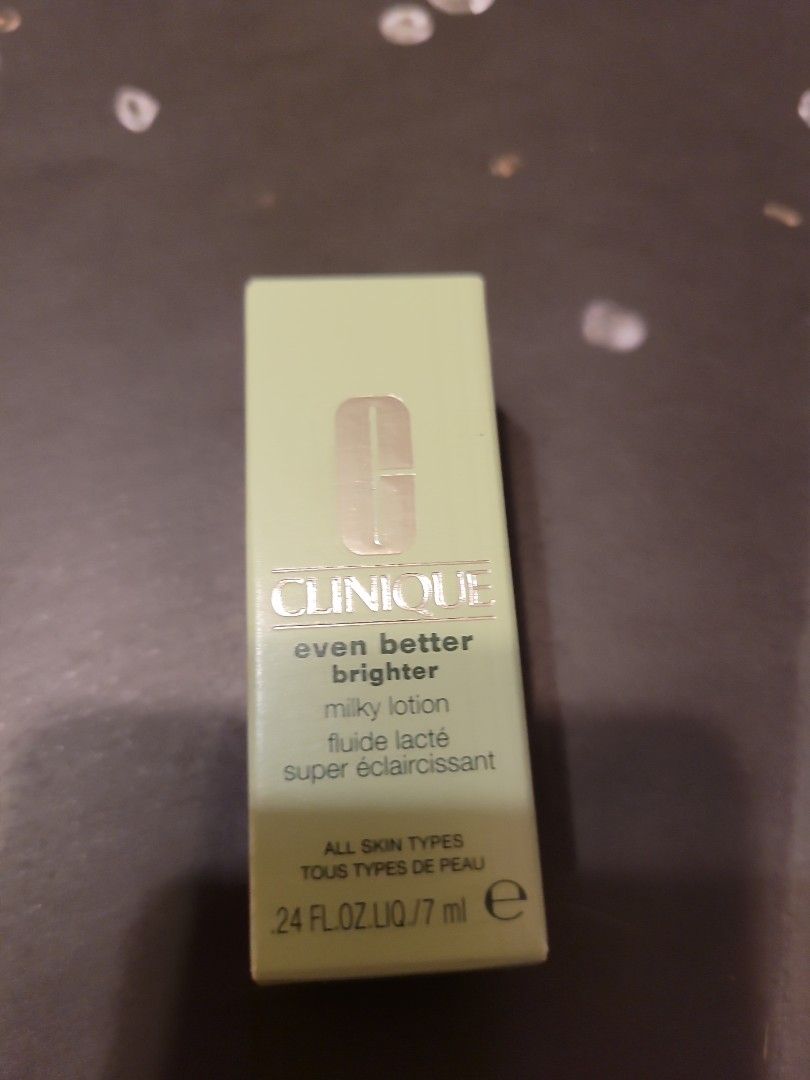 CLINIQUE
even better
brighter
milky lotion
fluide lacté
super éclaircissant
ALL SKIN TYPES
TOUS TYPES DE PEAU
.24 FL.OZ.LIQ./7 ml e